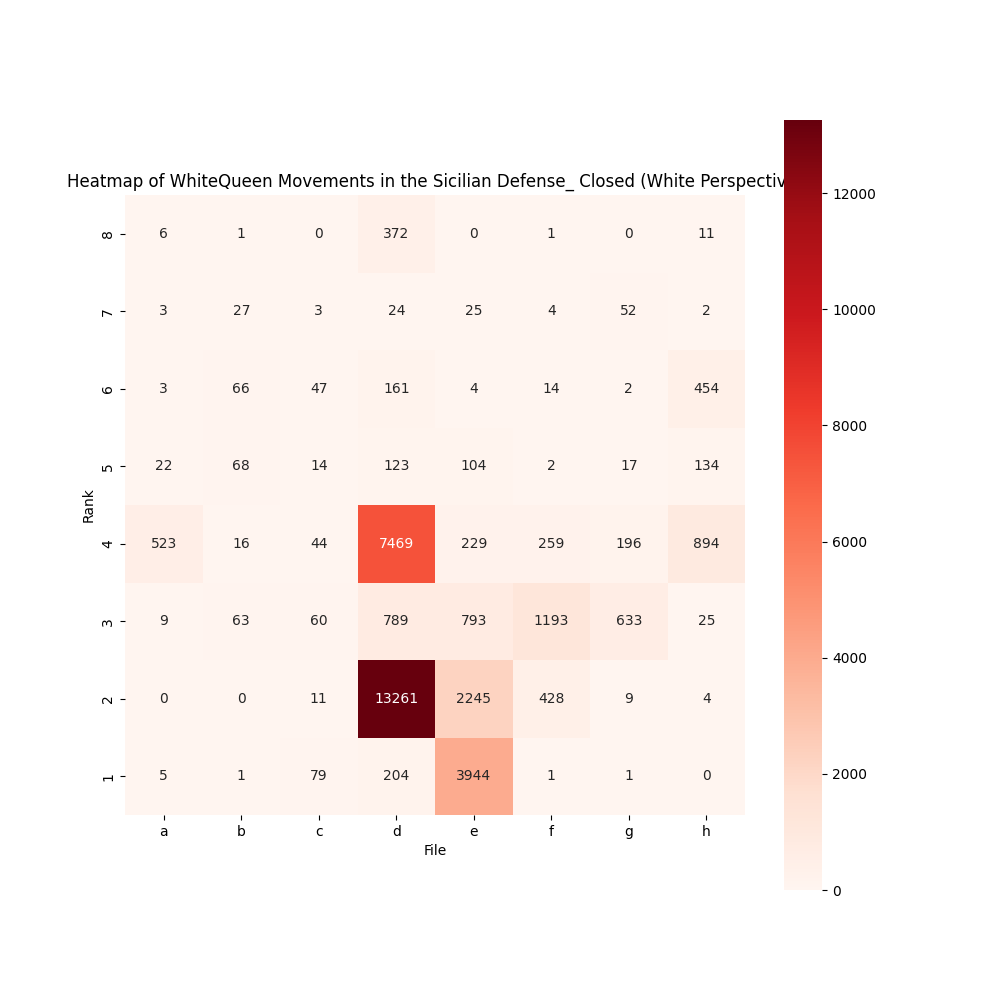 Heatmap of WhiteQueen Movements in the Sicilian Defense_ Closed (White Perspectiv
8 6 1 0 372 0 1 0 11
7 3 27 3 24 25 4 52 2
6 3 66 47 161 4 14 2 454
5 22 68 14 123 104 2 17 134
4 523 16 44 7469 229 259 196 894
3 9 63 60 789 793 1193 633 25
2 0 0 11 13261 2245 428 9 4
1 5 1 79 204 3944 1 1 0
a b c d e f g h
File
Rank
12000
10000
8000
6000
4000
2000
0